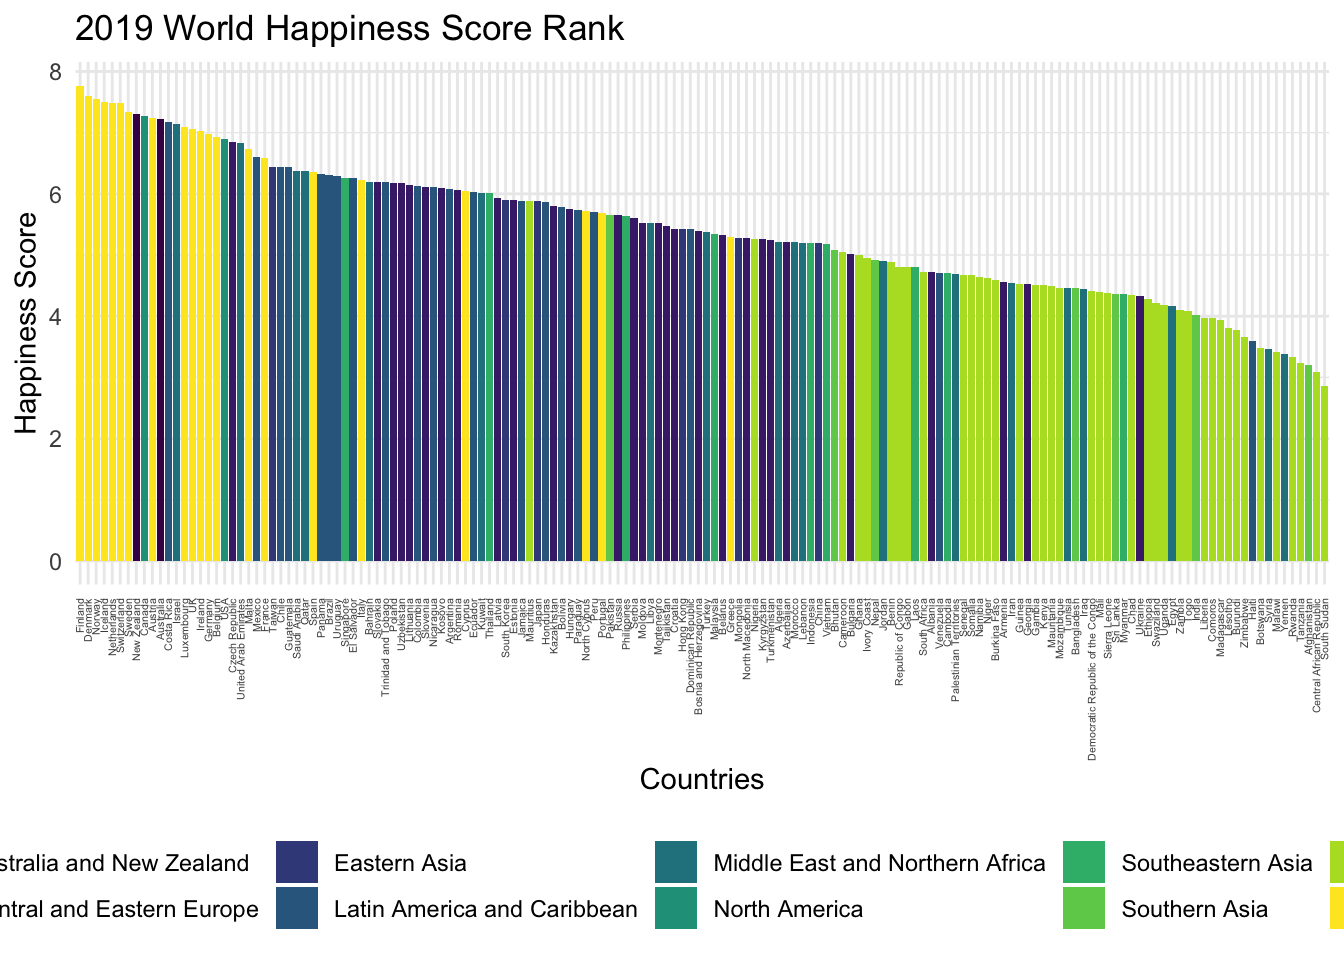 2019 World Happiness Score Rank
8
6
4
2
0
Happiness Score
Finland
Denmark
Norway
Iceland
Netherlands
Switzerland
Sweden
New Zealand
Canada
Austria
Australia
Costa Rica
Israel
Luxembourg
UK
Ireland
Germany
Belgium
USA
Czech Republic
United Arab Emirates
Malta
Mexico
France
Taiwan
Chile
Guatemala
Saudi Arabia
Qatar
Spain
Panama
Brazil
Uruguay
Singapore
El Salvador
Italy
Bahrain
Slovakia
Trinidad and Tobago
Poland
Uzbekistan
Lithuania
Colombia
Slovenia
Nicaragua
Kosovo
Argentina
Romania
Cyprus
Ecuador
Kuwait
Thailand
Latvia
South Korea
Estonia
Jamaica
Mauritius
Japan
Honduras
Kazakhstan
Bolivia
Hungary
Paraguay
North Cyprus
Peru
Portugal
Pakistan
Russia
Philippines
Serbia
Moldova
Libya
Montenegro
Tajikistan
Croatia
Hong Kong
Dominican Republic
Bosnia and Herzegovina
Turkey
Malaysia
Belarus
Greece
Mongolia
North Macedonia
Nigeria
Kyrgyzstan
Turkmenistan
Algeria
Azerbaijan
Morocco
Lebanon
Indonesia
China
Vietnam
Bhutan
Cameroon
Bulgaria
Ghana
Ivory Coast
Nepal
Jordan
Benin
Republic of Congo
Gabon
Laos
South Africa
Albania
Venezuela
Cambodia
Palestinian Territories
Senegal
Somalia
Namibia
Niger
Burkina Faso
Armenia
Iran
Guinea
Georgia
Gambia
Kenya
Mauritania
Mozambique
Tunisia
Bangladesh
Iraq
Democratic Republic of the Congo
Mali
Sierra Leone
Sri Lanka
Myanmar
Chad
Ukraine
Ethiopia
Swaziland
Uganda
Egypt
Zambia
Togo
India
Liberia
Comoros
Madagascar
Lesotho
Burundi
Zimbabwe
Haiti
Botswana
Syria
Malawi
Yemen
Rwanda
Tanzania
Afghanistan
Central African Republic
South Sudan
Countries
stralia and New Zealand
Eastern Asia
Middle East and Northern Africa
Southeastern Asia
ntral and Eastern Europe
Latin America and Caribbean
North America
Southern Asia